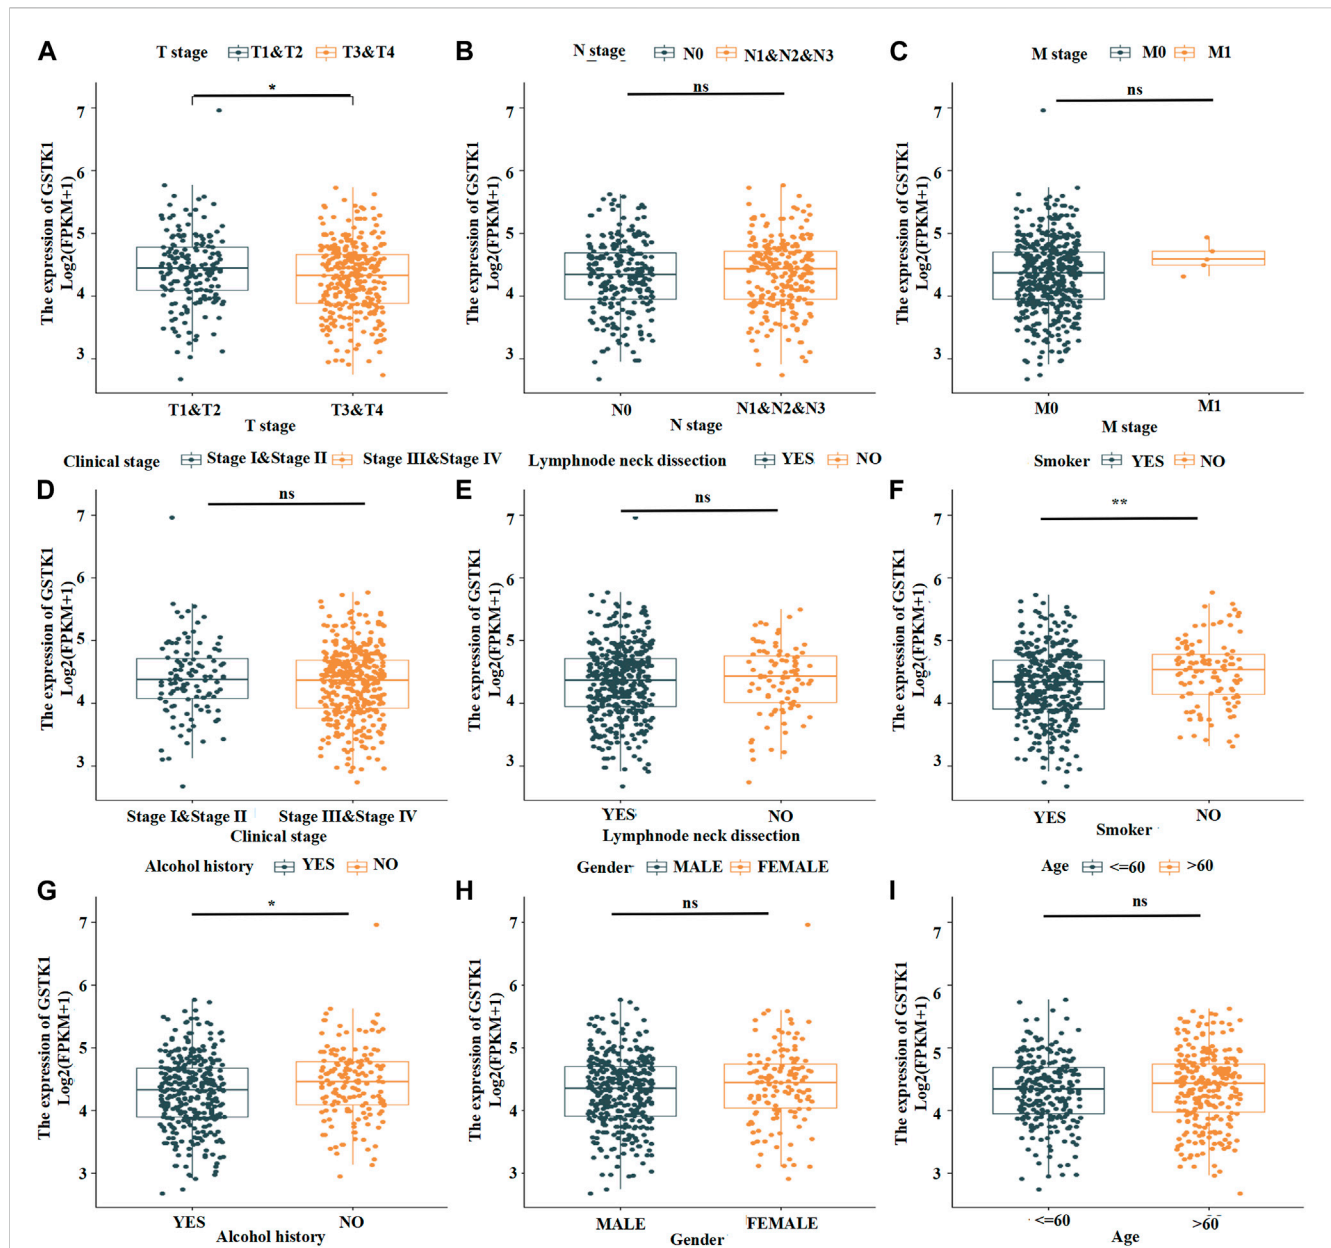 A T stage T1&T2 T3&T4
*
The expression of GSTK1
Log2(FPKM+1)
7
6
5
4
3
T1&T2 T3&T4
T stage
B N stage N0 N1&N2&N3
ns
The expression of GSTK1
Log2(FPKM+1)
7
6
5
4
3
N0 N1&N2&N3
N stage
C M stage M0 M1
ns
The expression of GSTK1
Log2(FPKM+1)
7
6
5
4
3
M0 M1
M stage
D Clinical stage Stage I&Stage II Stage III&Stage IV
ns
The expression of GSTK1
Log2(FPKM+1)
7
6
5
4
3
Stage I&Stage II Stage III&Stage IV
Clinical stage
E Lymphnode neck dissection YES NO
ns
The expression of GSTK1
Log2(FPKM+1)
7
6
5
4
3
YES NO
Lymphnode neck dissection
F Smoker YES NO
**
The expression of GSTK1
Log2(FPKM+1)
7
6
5
4
3
YES NO
Smoker
G Alcohol history YES NO
*
The expression of GSTK1
Log2(FPKM+1)
7
6
5
4
3
YES NO
Alcohol history
H Gender MALE FEMALE
ns
The expression of GSTK1
Log2(FPKM+1)
7
6
5
4
3
MALE FEMALE
Gender
I Age <=60 >60
ns
The expression of GSTK1
Log2(FPKM+1)
7
6
5
4
3
<=60 >60
Age